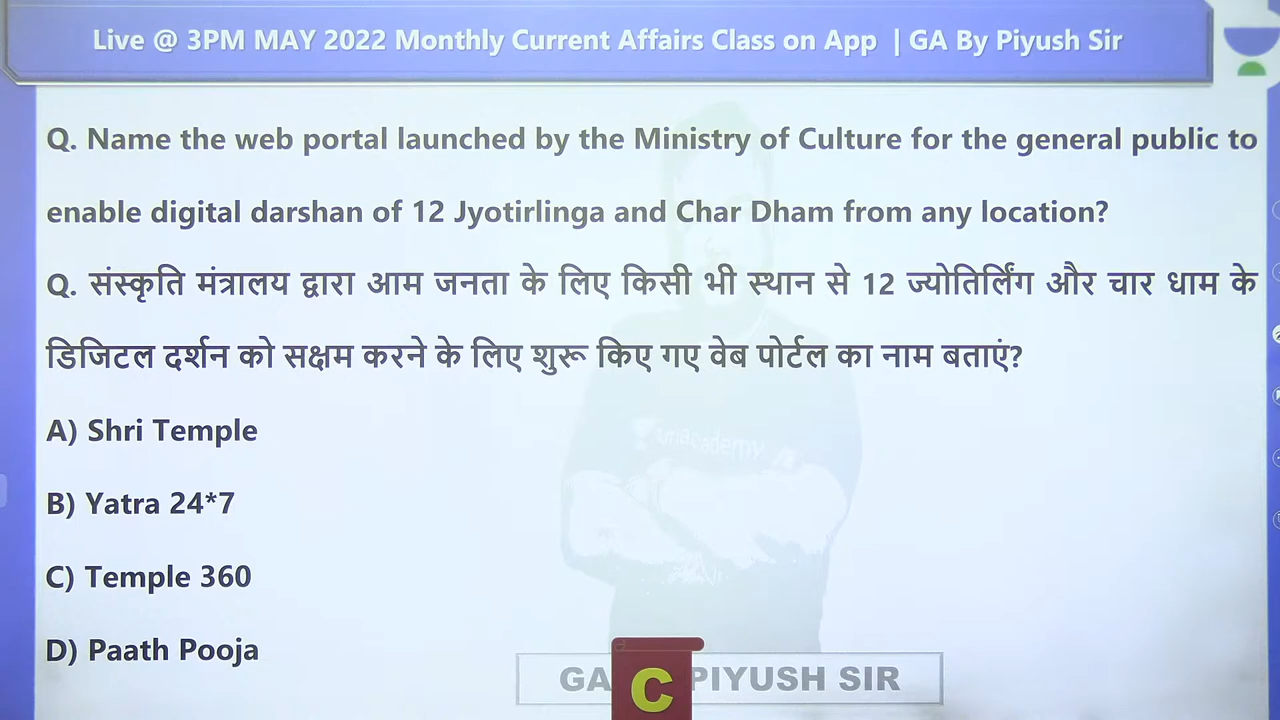 Live @ 3PM MAY 2022 Monthly Current Affairs Class on App | GA By Piyush Sir
Q. Name the web portal launched by the Ministry of Culture for the general public to
enable digital darshan of 12 Jyotirlinga and Char Dham from any location?
Q. संस्कृति मंत्रालय द्वारा आम जनता के लिए किसी भी स्थान से 12 ज्योतिर्लिंग और चार धाम के
डिजिटल दर्शन को सक्षम करने के लिए शुरू किए गए वेब पोर्टल का नाम बताएं?
A) Shri Temple
unacademy
B) Yatra 24*7
C) Temple 360
D) Paath Pooja
GA PIYUSH SIR
C